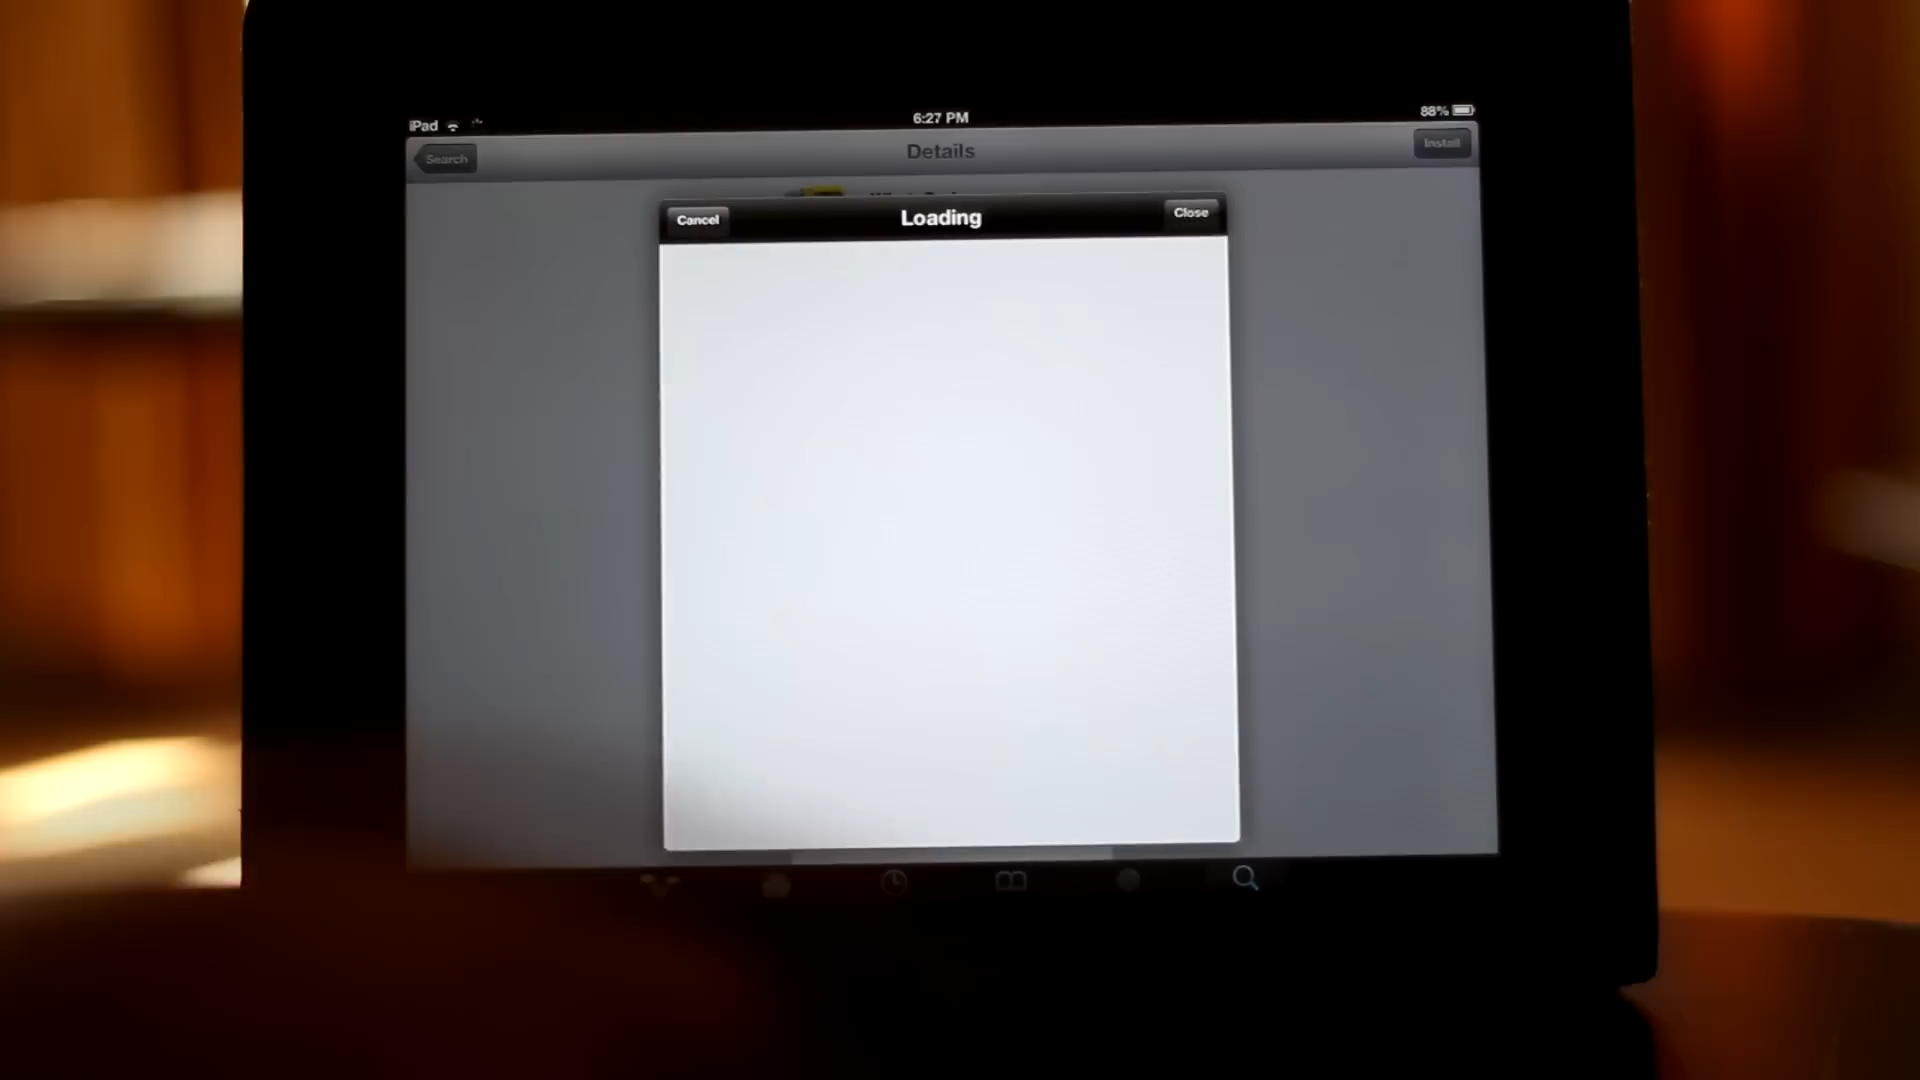 iPad
6:27 PM
88%
Search
Details
Install
Cancel
Loading
Close